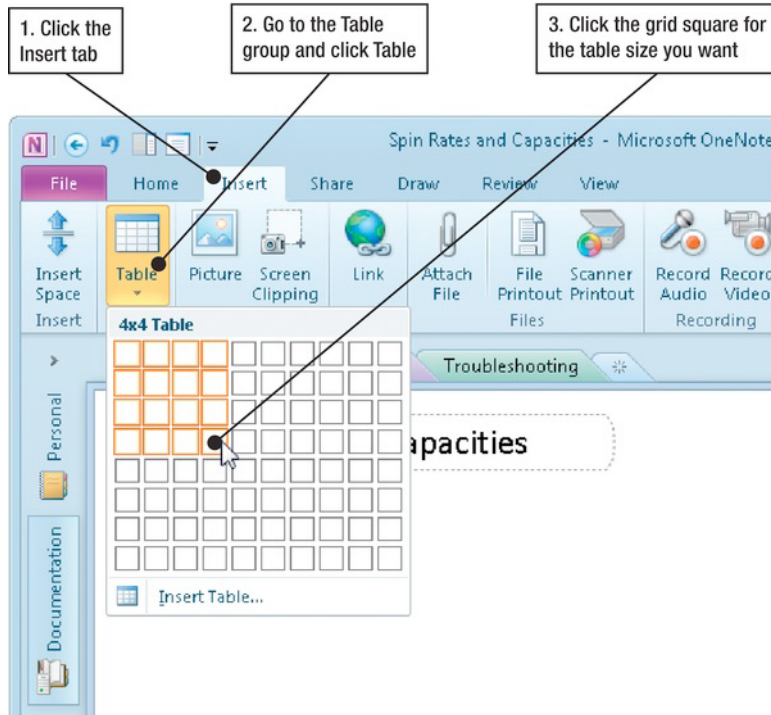 1. Click the
Insert tab
2. Go to the Table
group and click Table
3. Click the grid square for
the table size you want
Spin Rates and Capacities - Microsoft OneNote
File Home Insert Share Draw Review View
Insert
Space
Table
Picture
Screen
Clipping
Link
Attach
File
File
Printout
Scanner
Printout
Record
Audio
Record
Video
Insert
Files
Recording
4x4 Table
Troubleshooting
apacities
Insert Table...
Personal
Documentation